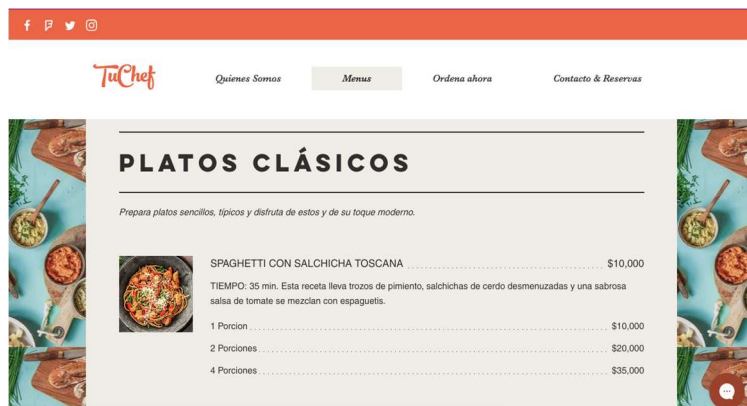 TuChef
Quienes Somos Menus Ordena ahora Contacto & Reservas
PLATOS CLÁSICOS
Prepara platos sencillos, típicos y disfruta de estos y de su toque moderno.
SPAGHETTI CON SALCHICHA TOSCANA $10,000
TIEMPO: 35 min. Esta receta lleva trozos de pimiento, salchichas de cerdo desmenuzadas y una sabrosa
salsa de tomate se mezclan con espaguetis.
1 Porcion $10,000
2 Porciones $20,000
4 Porciones $35,000